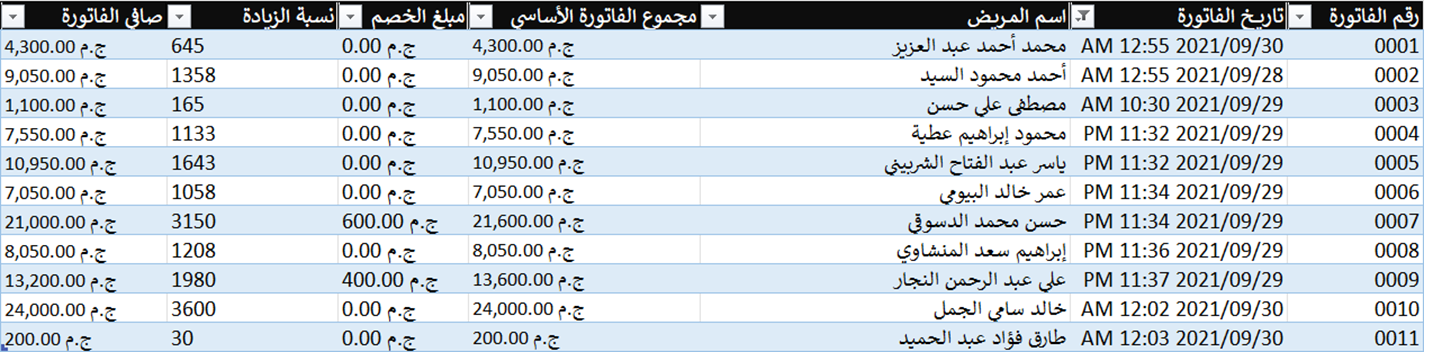 رقم الفاتورة تاريخ الفاتورة اسم المريض مجموع الفاتورة الأساسي مبلغ الخصم نسبة الزيادة صافي الفاتورة
0001 2021/09/30 12:55 AM محمد أحمد عبد العزيز ج.م 4,300.00 ج.م 0.00 645 ج.م 4,300.00
0002 2021/09/28 12:55 AM أحمد محمود السيد ج.م 9,050.00 ج.م 0.00 1358 ج.م 9,050.00
0003 2021/09/29 10:30 AM مصطفى علي حسن ج.م 1,100.00 ج.م 0.00 165 ج.م 1,100.00
0004 2021/09/29 11:32 PM محمود إبراهيم عطية ج.م 7,550.00 ج.م 0.00 1133 ج.م 7,550.00
0005 2021/09/29 11:32 PM ياسر عبد الفتاح الشربيني ج.م 10,950.00 ج.م 0.00 1643 ج.م 10,950.00
0006 2021/09/29 11:34 PM عمر خالد البيومي ج.م 7,050.00 ج.م 0.00 1058 ج.م 7,050.00
0007 2021/09/29 11:34 PM حسن محمد الدسوقي ج.م 21,600.00 ج.م 600.00 3150 ج.م 21,000.00
0008 2021/09/29 11:36 PM إبراهيم سعد المنشاوي ج.م 8,050.00 ج.م 0.00 1208 ج.م 8,050.00
0009 2021/09/29 11:37 PM علي عبد الرحمن النجار ج.م 13,600.00 ج.م 400.00 1980 ج.م 13,200.00
0010 2021/09/30 12:02 AM خالد سامي الجمل ج.م 24,000.00 ج.م 0.00 3600 ج.م 24,000.00
0011 2021/09/30 12:03 AM طارق فؤاد عبد الحميد ج.م 200.00 ج.م 0.00 30 ج.م 200.00